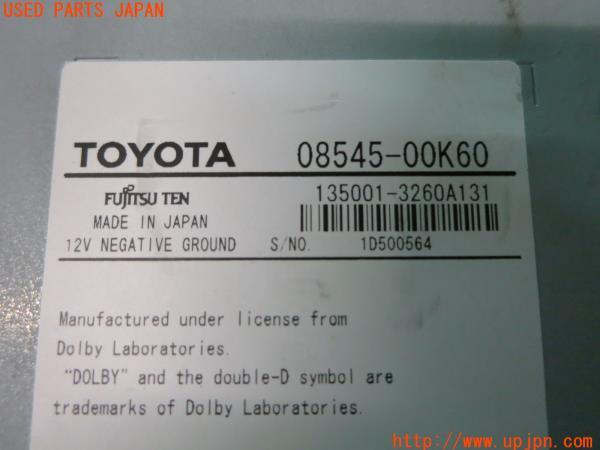 USED PARTS JAPAN
TOYOTA 08545-00K60
FUJITSU TEN 135001-3260A131
MADE IN JAPAN
12V NEGATIVE GROUND S/NO. 1D500564
Manufactured under license from
Dolby Laboratories.
"DOLBY" and the double-D symbol are
trademarks of Dolby Laboratories.
http://www.upjpn.com